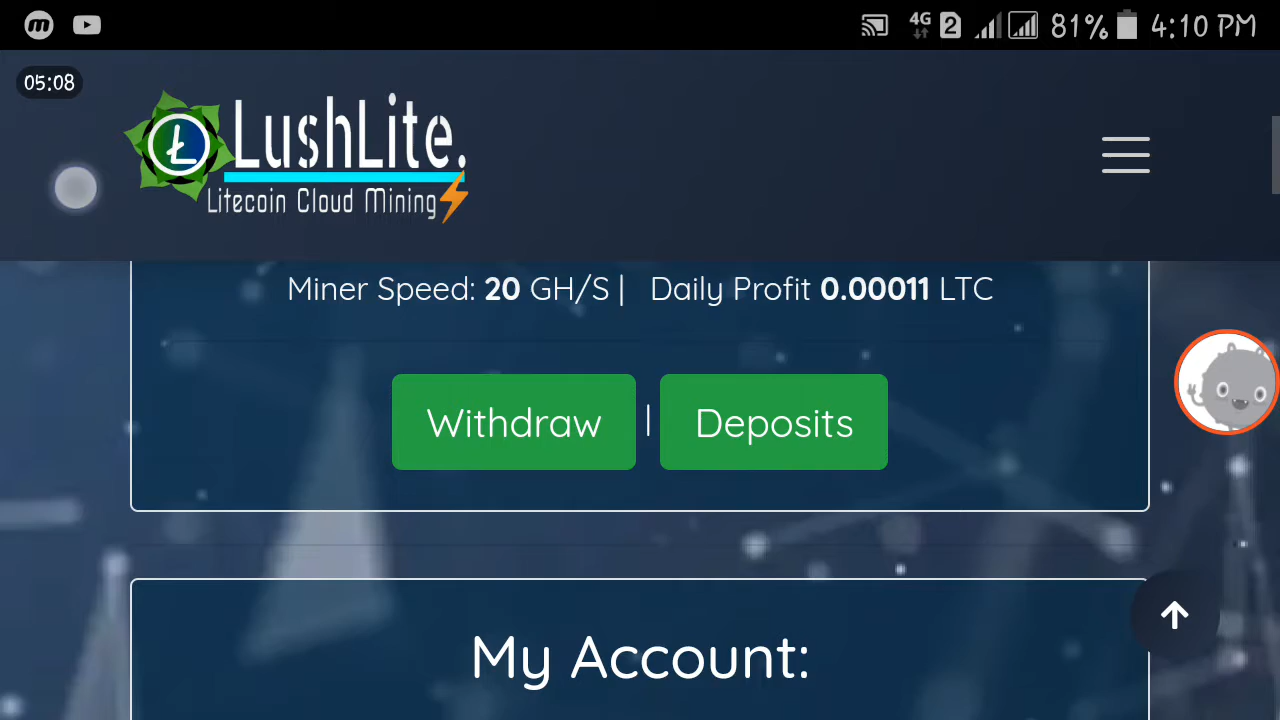 4G 2 81% 4:10 PM
05:08
Ł LushLite.
Litecoin Cloud Mining
Miner Speed: 20 GH/S | Daily Profit 0.00011 LTC
Withdraw | Deposits
My Account: